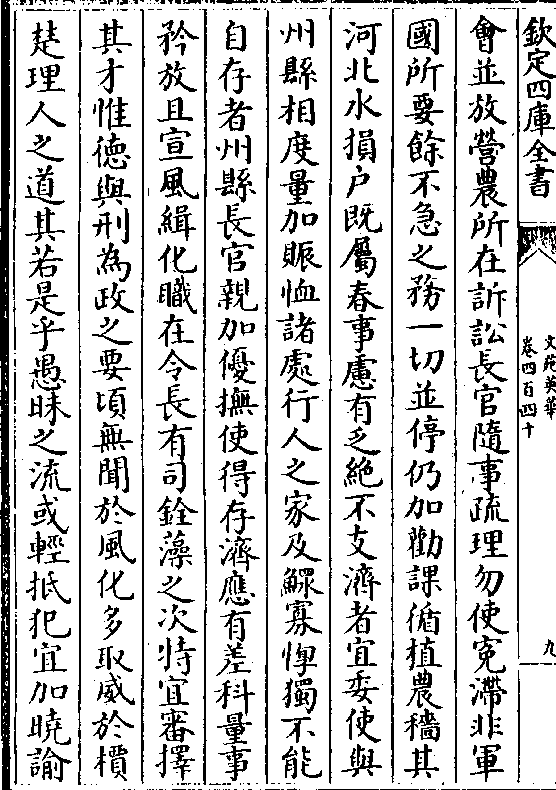 欽定四庫全書
文苑英華
卷四百四十
九
會並放營農所在訴訟長官隨事疏理勿使寃滯非軍
國所要餘不急之務一切並停仍加勸課循植農穡其
河北水損户既屬春事慮有乏絶不支濟者宜委使與
州縣相度量加賑恤諸處行人之家及鰥寡惸獨不能
自存者州縣長官親加優撫使得存濟應有差科量事
矜放且宣風緝化職在令長有司銓藻之次特宜審擇
其才惟徳與刑為政之要頃無聞於風化多取威於檟
楚理人之道其若是乎愚昧之流或輕抵犯宜加曉諭